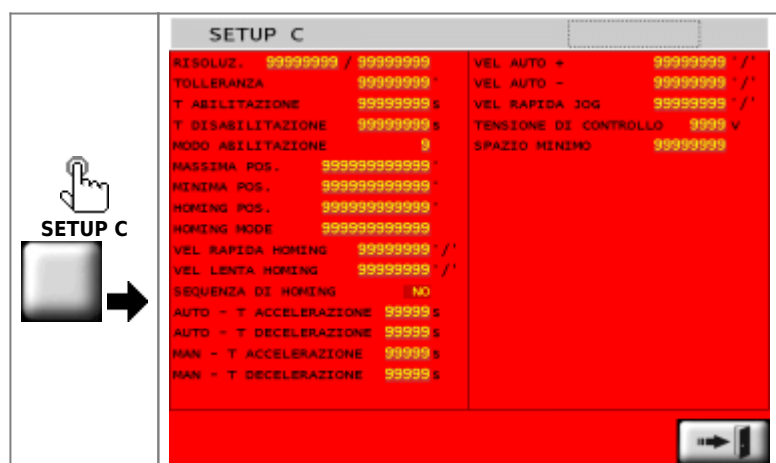 SETUP C
SETUP C
RISOLUZ. 99999999 / 99999999
TOLLERANZA 99999999°
T ABILITAZIONE 99999999 s
T DISABILITAZIONE 99999999 s
MODO ABILITAZIONE 9
MASSIMA POS. 999999999999°
MINIMA POS. 999999999999°
HOMING POS. 999999999999°
HOMING MODE 999999999999
VEL RAPIDA HOMING 99999999 °/'
VEL LENTA HOMING 99999999 °/'
SEQUENZA DI HOMING NO
AUTO - T ACCELERAZIONE 99999 s
AUTO - T DECELERAZIONE 99999 s
MAN - T ACCELERAZIONE 99999 s
MAN - T DECELERAZIONE 99999 s
VEL AUTO + 99999999 °/'
VEL AUTO - 99999999 °/'
VEL RAPIDA JOG 99999999 °/'
TENSIONE DI CONTROLLO 9999 V
SPAZIO MINIMO 99999999